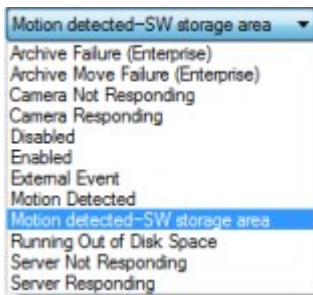 Motion detected-SW storage area
Archive Failure (Enterprise)
Archive Move Failure (Enterprise)
Camera Not Responding
Camera Responding
Disabled
Enabled
External Event
Motion Detected
Motion detected-SW storage area
Running Out of Disk Space
Server Not Responding
Server Responding